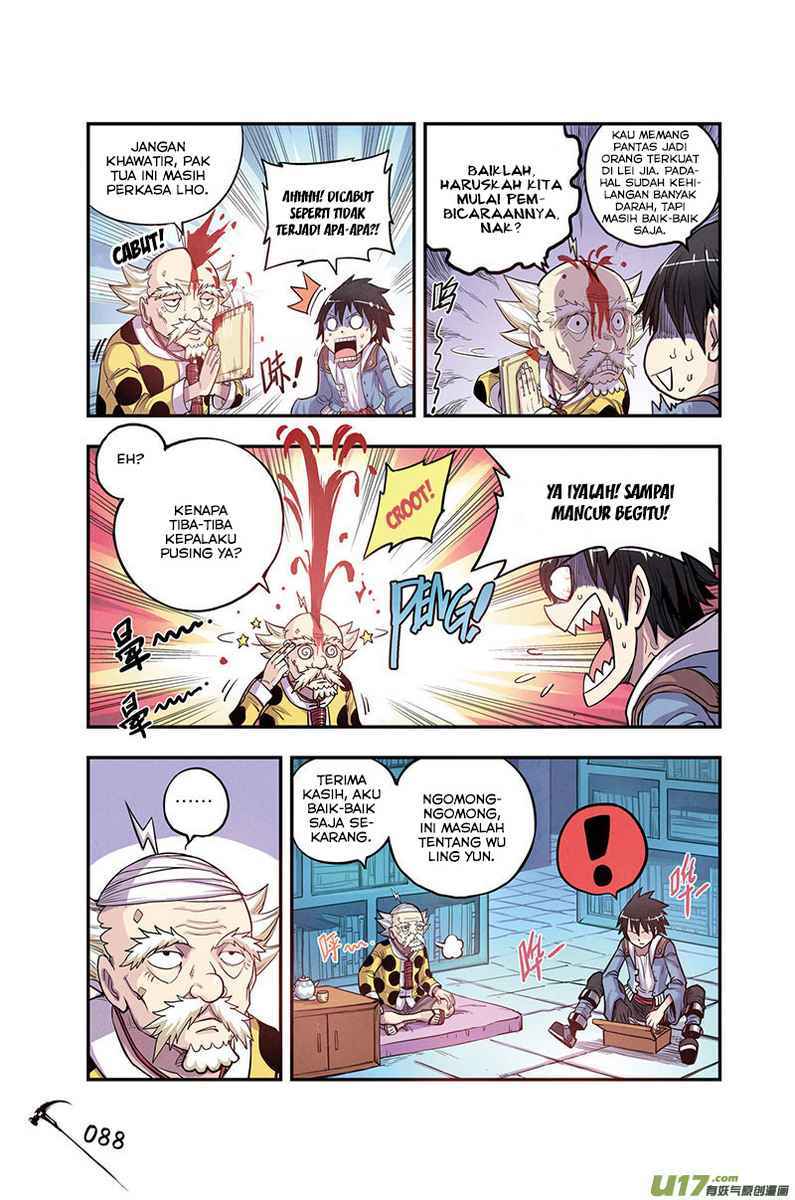 JANGAN
KHAWATIR, PAK
TUA INI MASIH
PERKASA LHO.
CABUT!
AHHHH! DICABUT
SEPERTI TIDAK
TERJADI APA-APA?!
BAIKLAH,
HARUSKAH KITA
MULAI PEM-
BICARAANNYA,
NAK?
KAU MEMANG
PANTAS JADI
ORANG TERKUAT
DI LEI JIA. PADA-
HAL SUDAH KEHI-
LANGAN BANYAK
DARAH, TAPI
MASIH BAIK-BAIK
SAJA.
EH?
KENAPA
TIBA-TIBA
KEPALAKU
PUSING YA?
CROOT!
PENG!
YA IYALAH! SAMPAI
MANCUR BEGITU!
暈
暈
......
TERIMA
KASIH, AKU
BAIK-BAIK
SAJA SE-
KARANG.
NGOMONG-
NGOMONG,
INI MASALAH
TENTANG WU
LING YUN.
!
088
U17.com
有妖气原创漫画